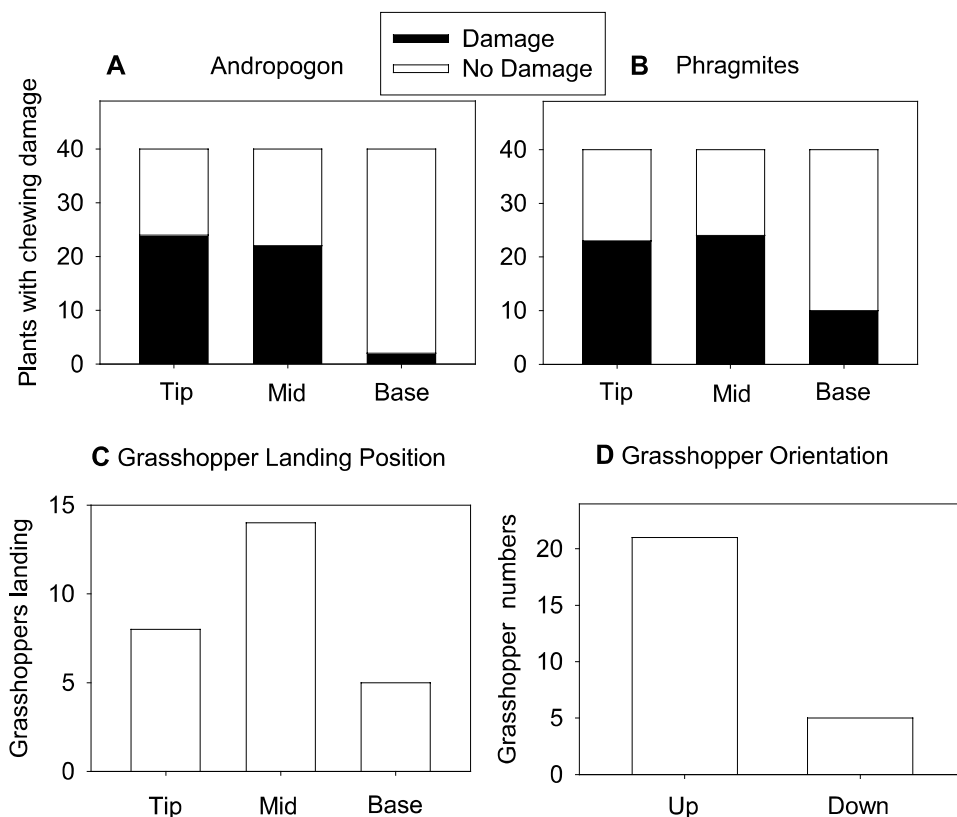 Damage
No Damage
A Andropogon
B Phragmites
Plants with chewing damage
40
30
20
10
0
Tip Mid Base
40
30
20
10
0
Tip Mid Base
C Grasshopper Landing Position
D Grasshopper Orientation
Grasshoppers landing
15
10
5
0
Tip Mid Base
Grasshopper numbers
20
15
10
5
0
Up Down